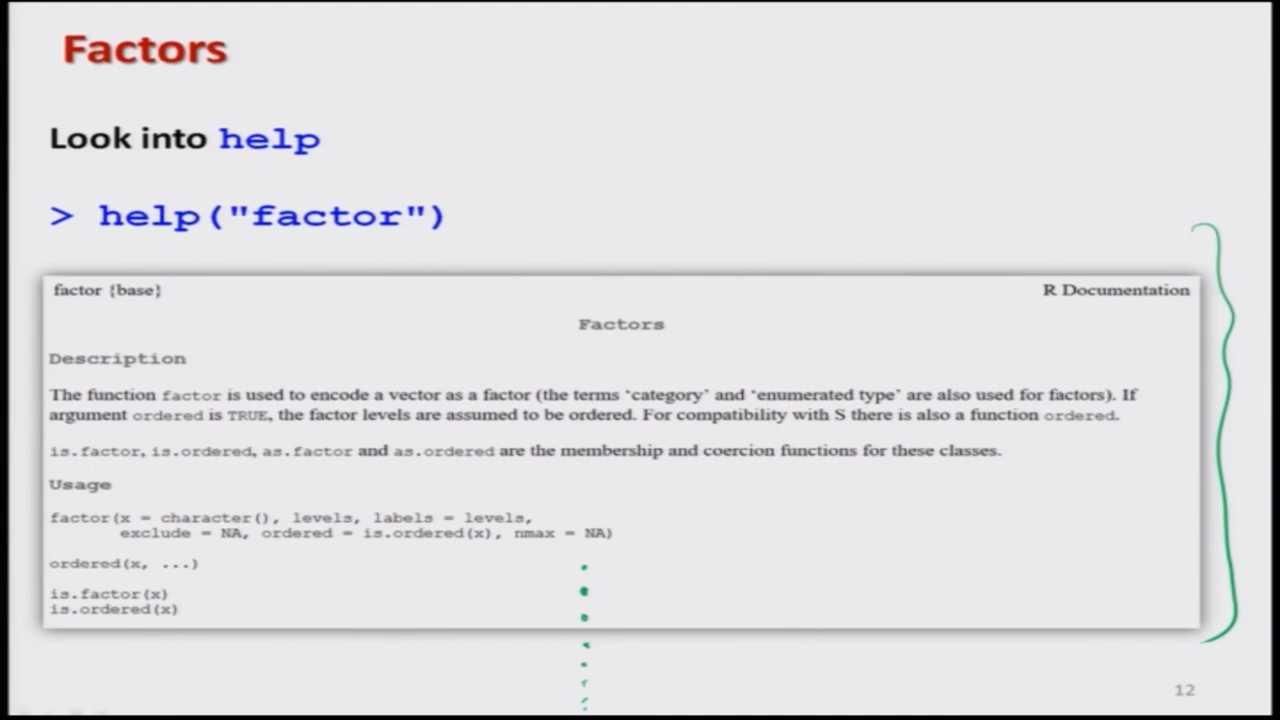 Factors
Look into help
> help("factor")
factor {base} R Documentation
Factors
Description
The function factor is used to encode a vector as a factor (the terms ‘category’ and ‘enumerated type’ are also used for factors). If
argument ordered is TRUE, the factor levels are assumed to be ordered. For compatibility with S there is also a function ordered.
is.factor, is.ordered, as.factor and as.ordered are the membership and coercion functions for these classes.
Usage
factor(x = character(), levels, labels = levels,
exclude = NA, ordered = is.ordered(x), nmax = NA)
ordered(x, ...)
is.factor(x)
is.ordered(x)
12